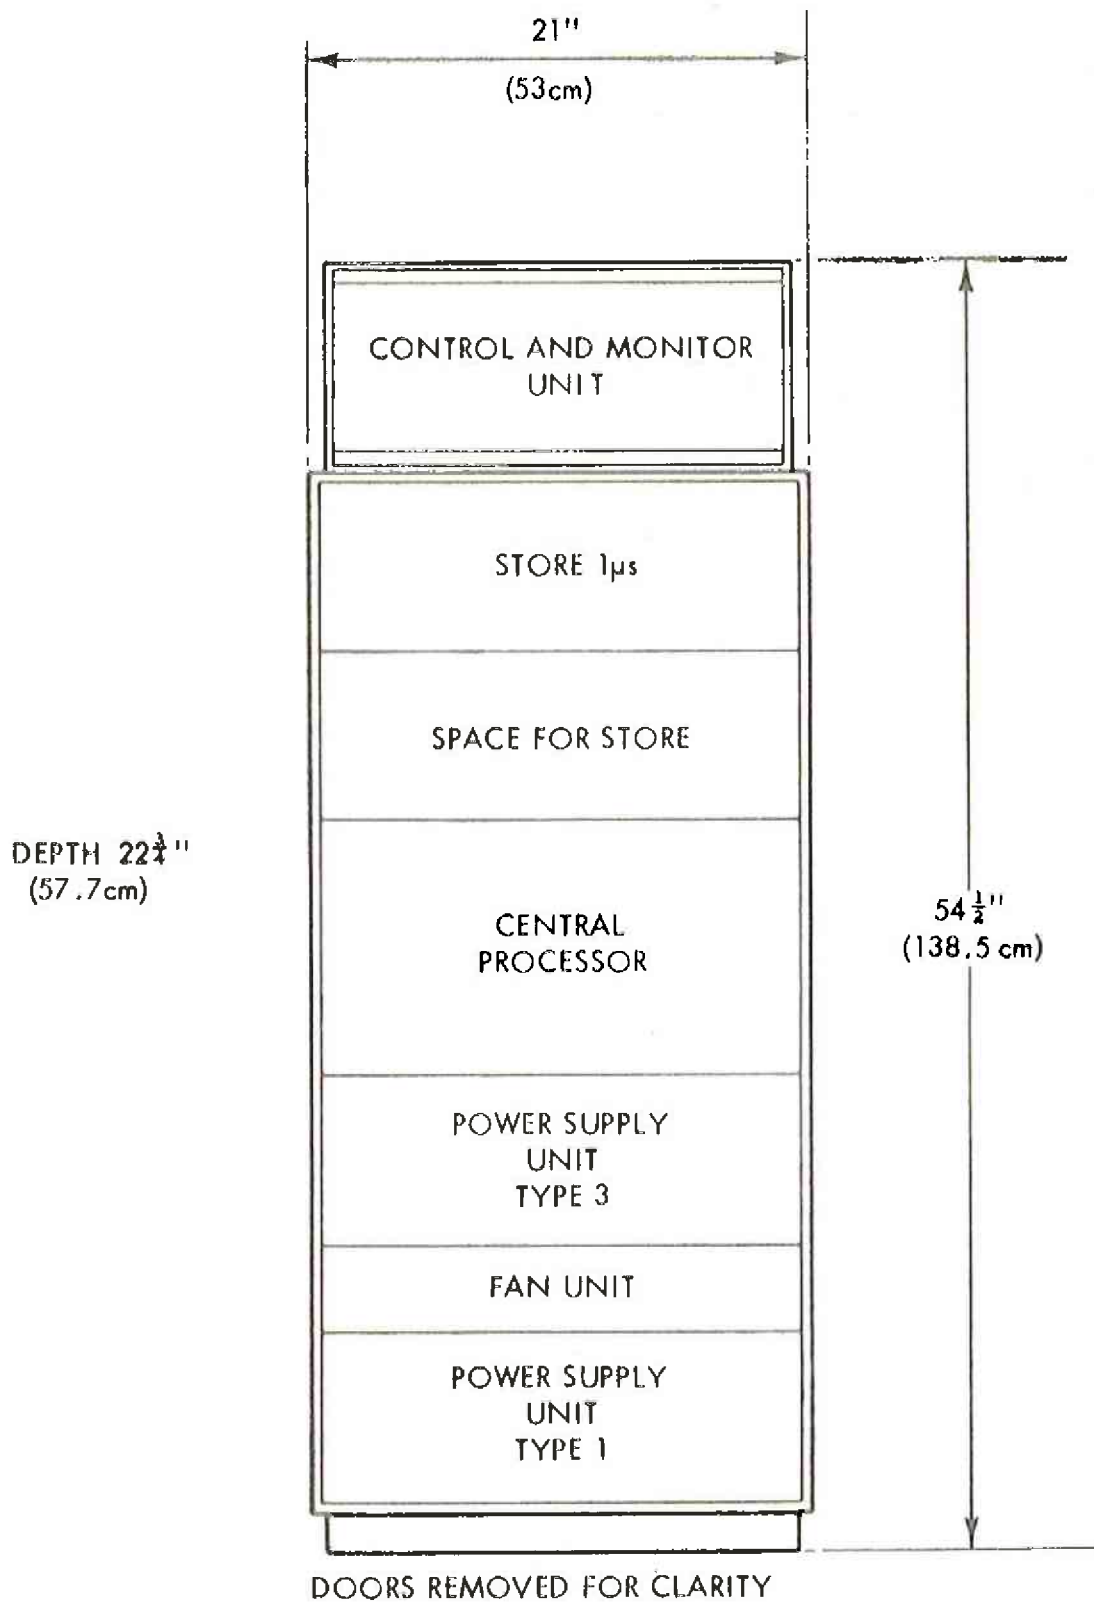 21"
(53cm)
CONTROL AND MONITOR
UNIT
STORE 1µs
SPACE FOR STORE
DEPTH 22¾"
(57.7cm)
CENTRAL
PROCESSOR
54½"
(138.5 cm)
POWER SUPPLY
UNIT
TYPE 3
FAN UNIT
POWER SUPPLY
UNIT
TYPE 1
DOORS REMOVED FOR CLARITY